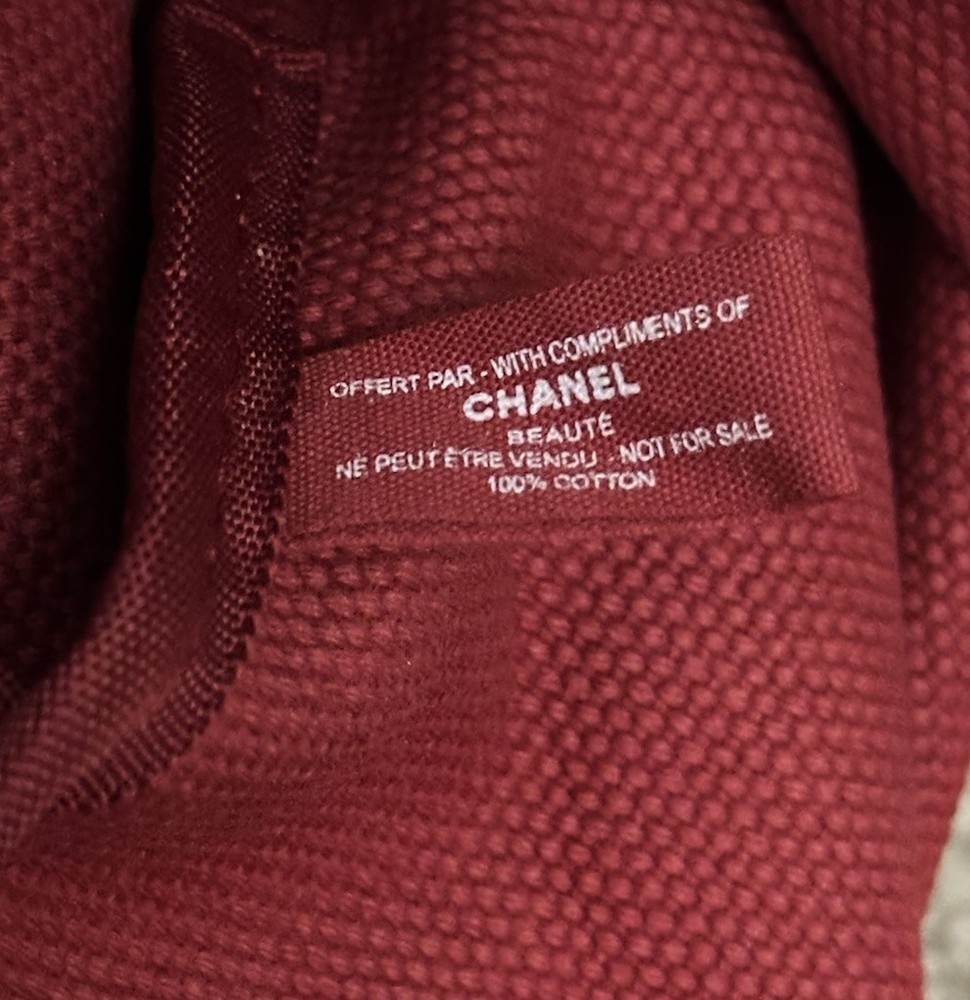 OFFERT PAR - WITH COMPLIMENTS OF
CHANEL
BEAUTÉ
NE PEUT ÊTRE VENDU - NOT FOR SALE
100% COTTON